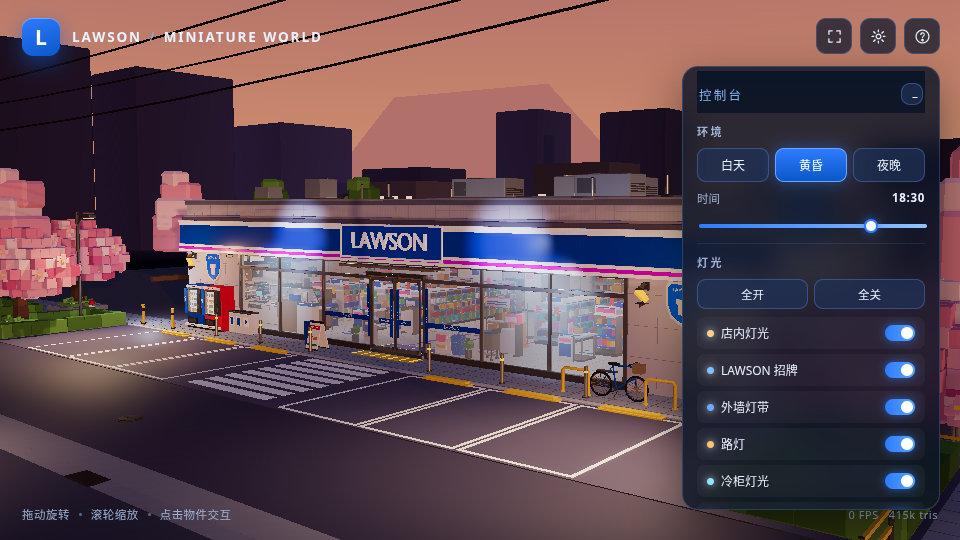 L LAWSON / MINIATURE WORLD
控制台
环境
白天 黄昏 夜晚
时间 18:30
灯光
全开 全关
店内灯光
LAWSON 招牌
外墙灯带
路灯
冷柜灯光
LAWSON
拖动旋转 • 滚轮缩放 • 点击物件交互
0 FPS 415k tris